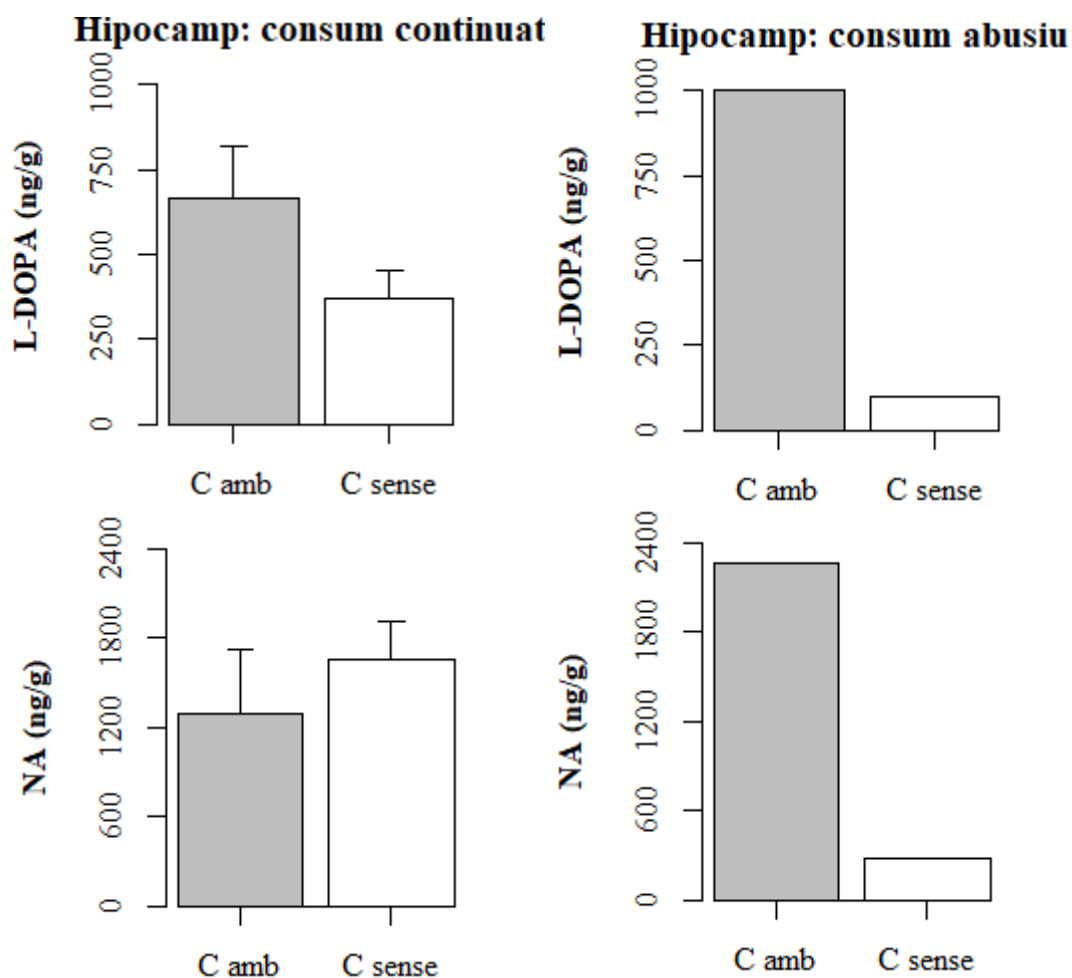 Hipocamp: consum continuat
L-DOPA (ng/g)
1000
750
500
250
0
C amb C sense
Hipocamp: consum abusiu
L-DOPA (ng/g)
1000
750
500
250
0
C amb C sense
NA (ng/g)
2400
1800
1200
600
0
C amb C sense
NA (ng/g)
2400
1800
1200
600
0
C amb C sense